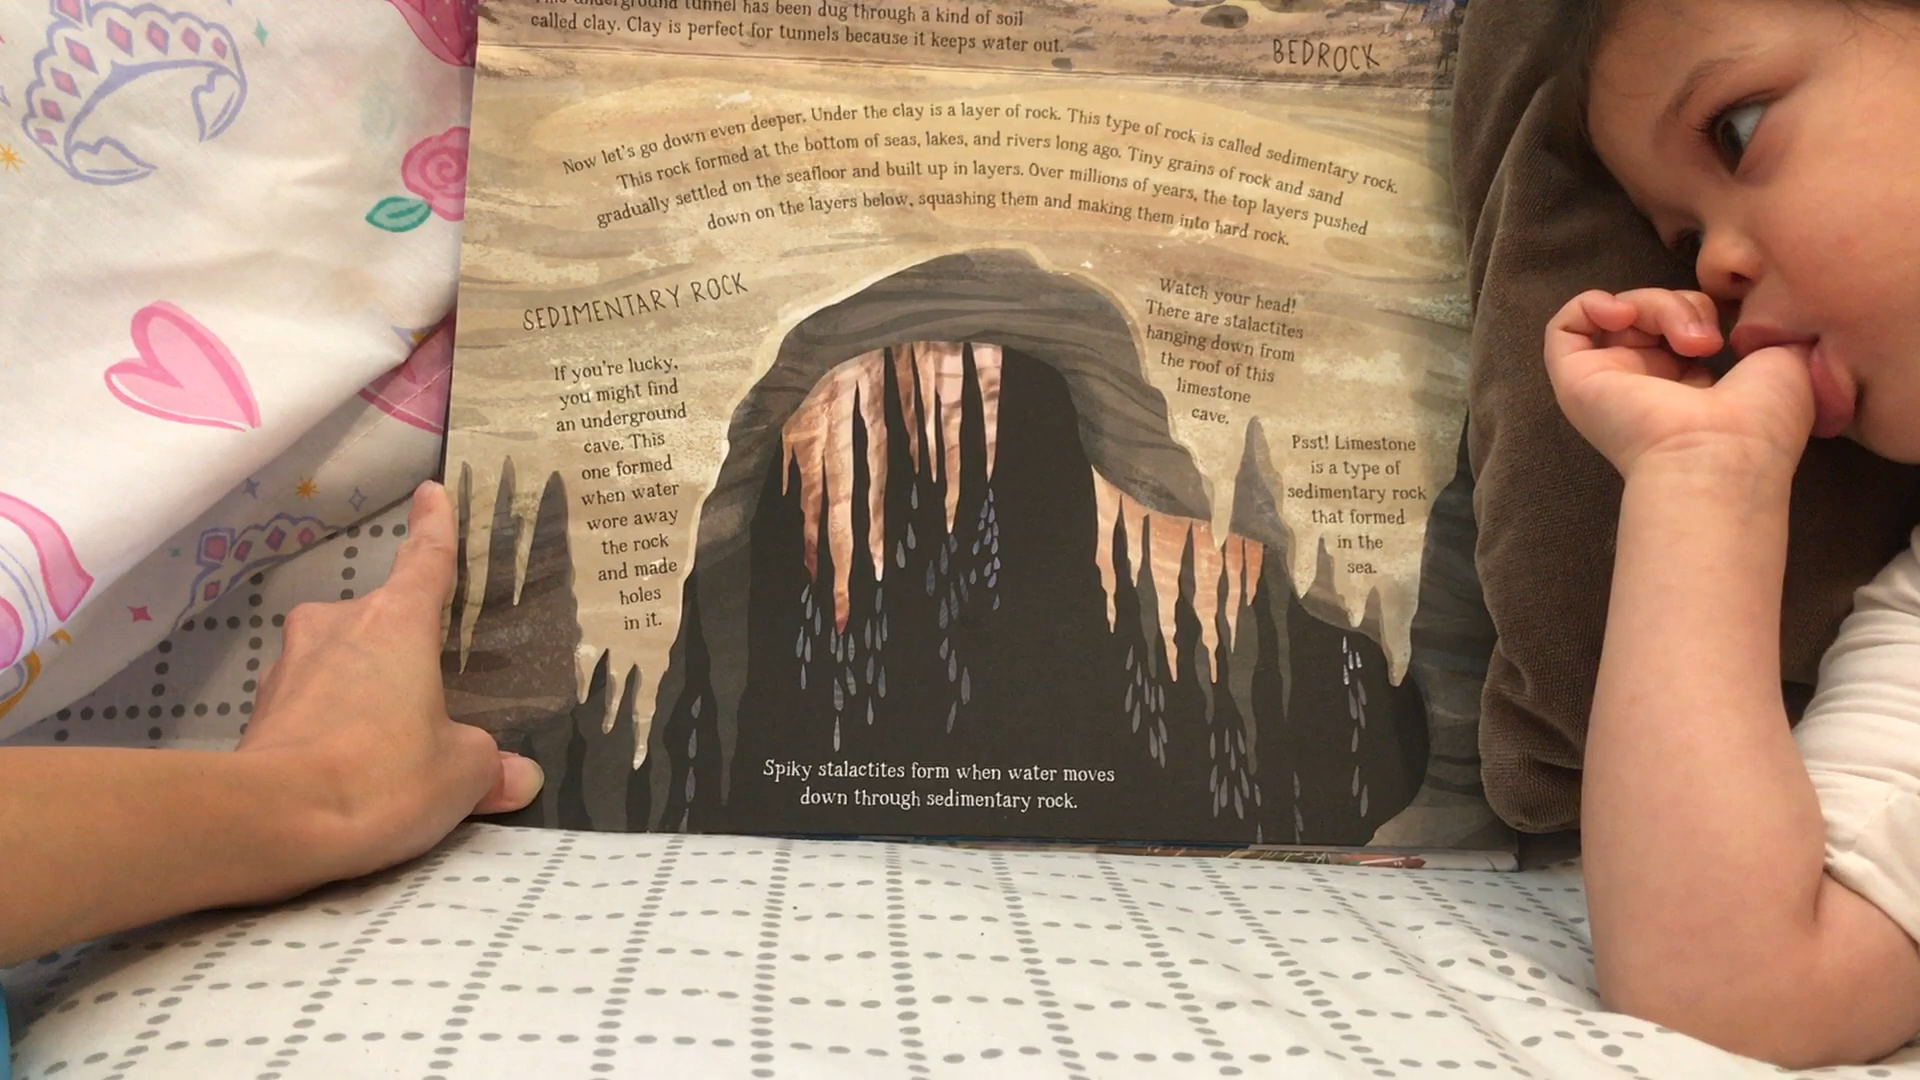 This underground tunnel has been dug through a kind of soil
called clay. Clay is perfect for tunnels because it keeps water out.
BEDROCK
Now let's go down even deeper. Under the clay is a layer of rock. This type of rock is called sedimentary rock.
This rock formed at the bottom of seas, lakes, and rivers long ago. Tiny grains of rock and sand
gradually settled on the seafloor and built up in layers. Over millions of years, the top layers pushed
down on the layers below, squashing them and making them into hard rock.
SEDIMENTARY ROCK
If you're lucky,
you might find
an underground
cave. This
one formed
when water
wore away
the rock
and made
holes
in it.
Watch your head!
There are stalactites
hanging down from
the roof of this
limestone
cave.
Psst! Limestone
is a type of
sedimentary rock
that formed
in the
sea.
Spiky stalactites form when water moves
down through sedimentary rock.